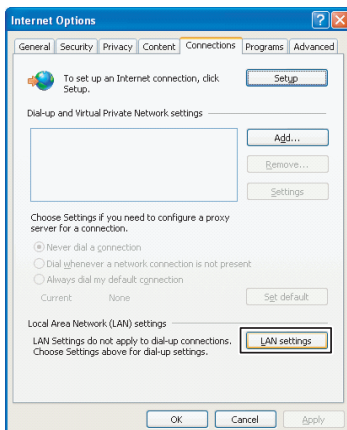 Internet Options
General Security Privacy Content Connections Programs Advanced
To set up an Internet connection, click
Setup.
Setup
Dial-up and Virtual Private Network settings
Add...
Remove...
Settings
Choose Settings if you need to configure a proxy
server for a connection.
Never dial a connection
Dial whenever a network connection is not present
Always dial my default connection
Current None Set default
Local Area Network (LAN) settings
LAN Settings do not apply to dial-up connections.
Choose Settings above for dial-up settings.
LAN settings
OK Cancel Apply